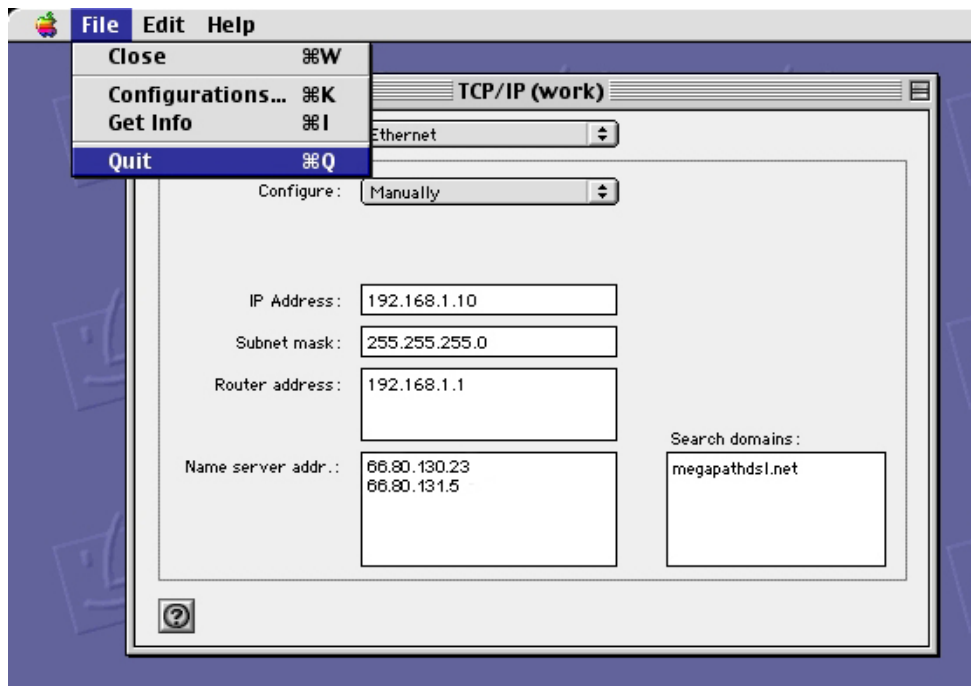 File Edit Help
Close ⌘W
Configurations... ⌘K
Get Info ⌘I
Quit ⌘Q
TCP/IP (work)
Ethernet
Configure: Manually
IP Address: 192.168.1.10
Subnet mask: 255.255.255.0
Router address: 192.168.1.1
Search domains:
Name server addr.: 66.80.130.23 megapathdsl.net
66.80.131.5